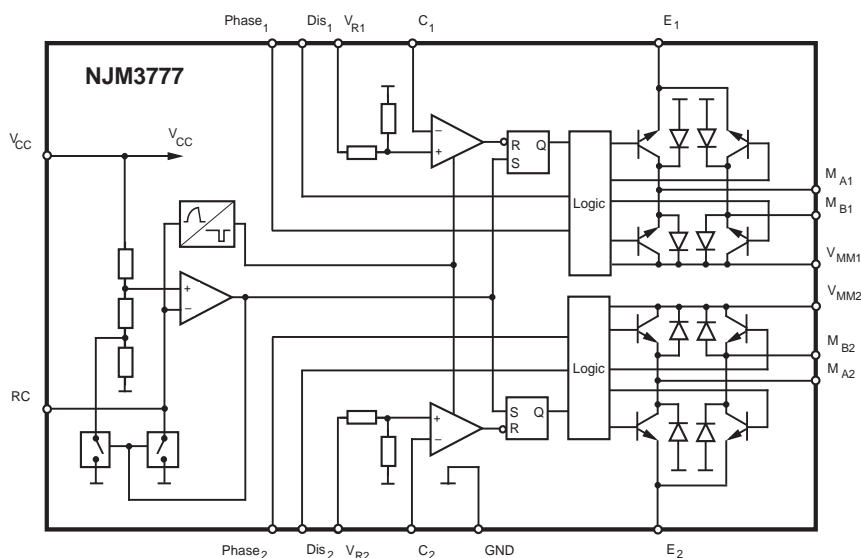 Phase1 Dis1 VR1 C1 E1
NJM3777
VCC
VCC
R
S
Q
Logic
MA1
MB1
VMM1
VMM2
MB2
MA2
Logic
RC
S
R
Q
+
−
Phase2 Dis2 VR2 C2 GND E2